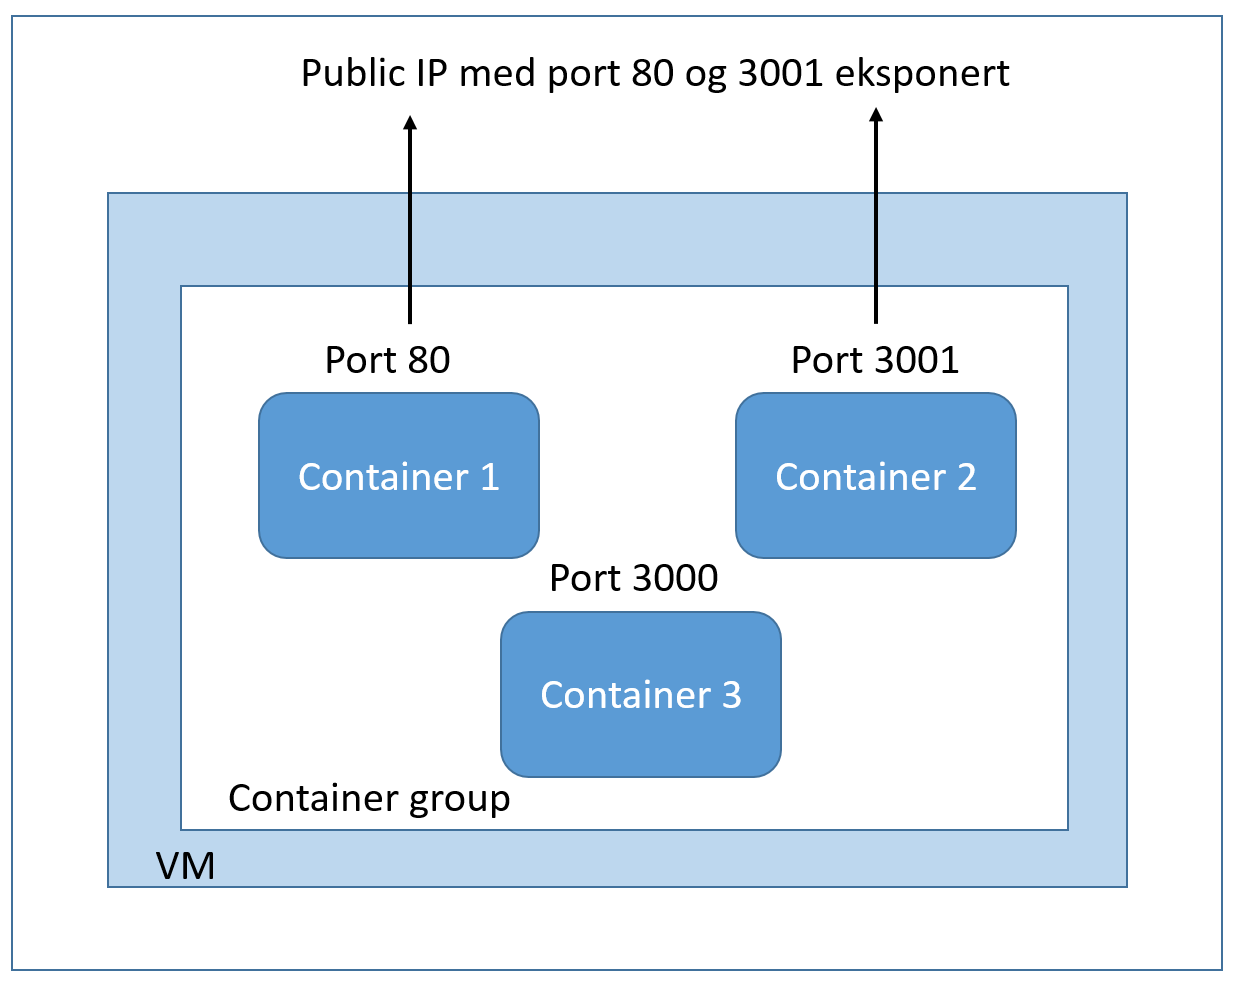 Public IP med port 80 og 3001 eksponert
Port 80
Port 3001
Container 1
Container 2
Port 3000
Container 3
Container group
VM